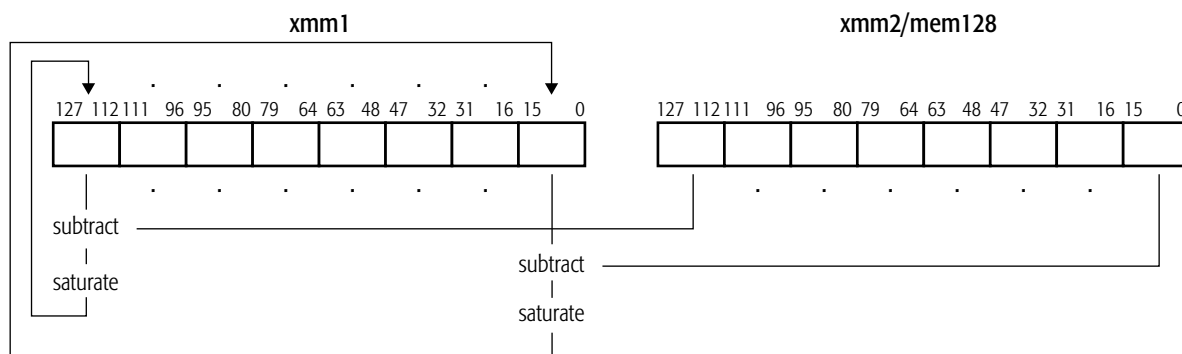 xmm1 xmm2/mem128
. . . . . .
127 112 111 96 95 80 79 64 63 48 47 32 31 16 15 0 127 112 111 96 95 80 79 64 63 48 47 32 31 16 15 0
. . . . . . . . . . . .
subtract
subtract
saturate
saturate